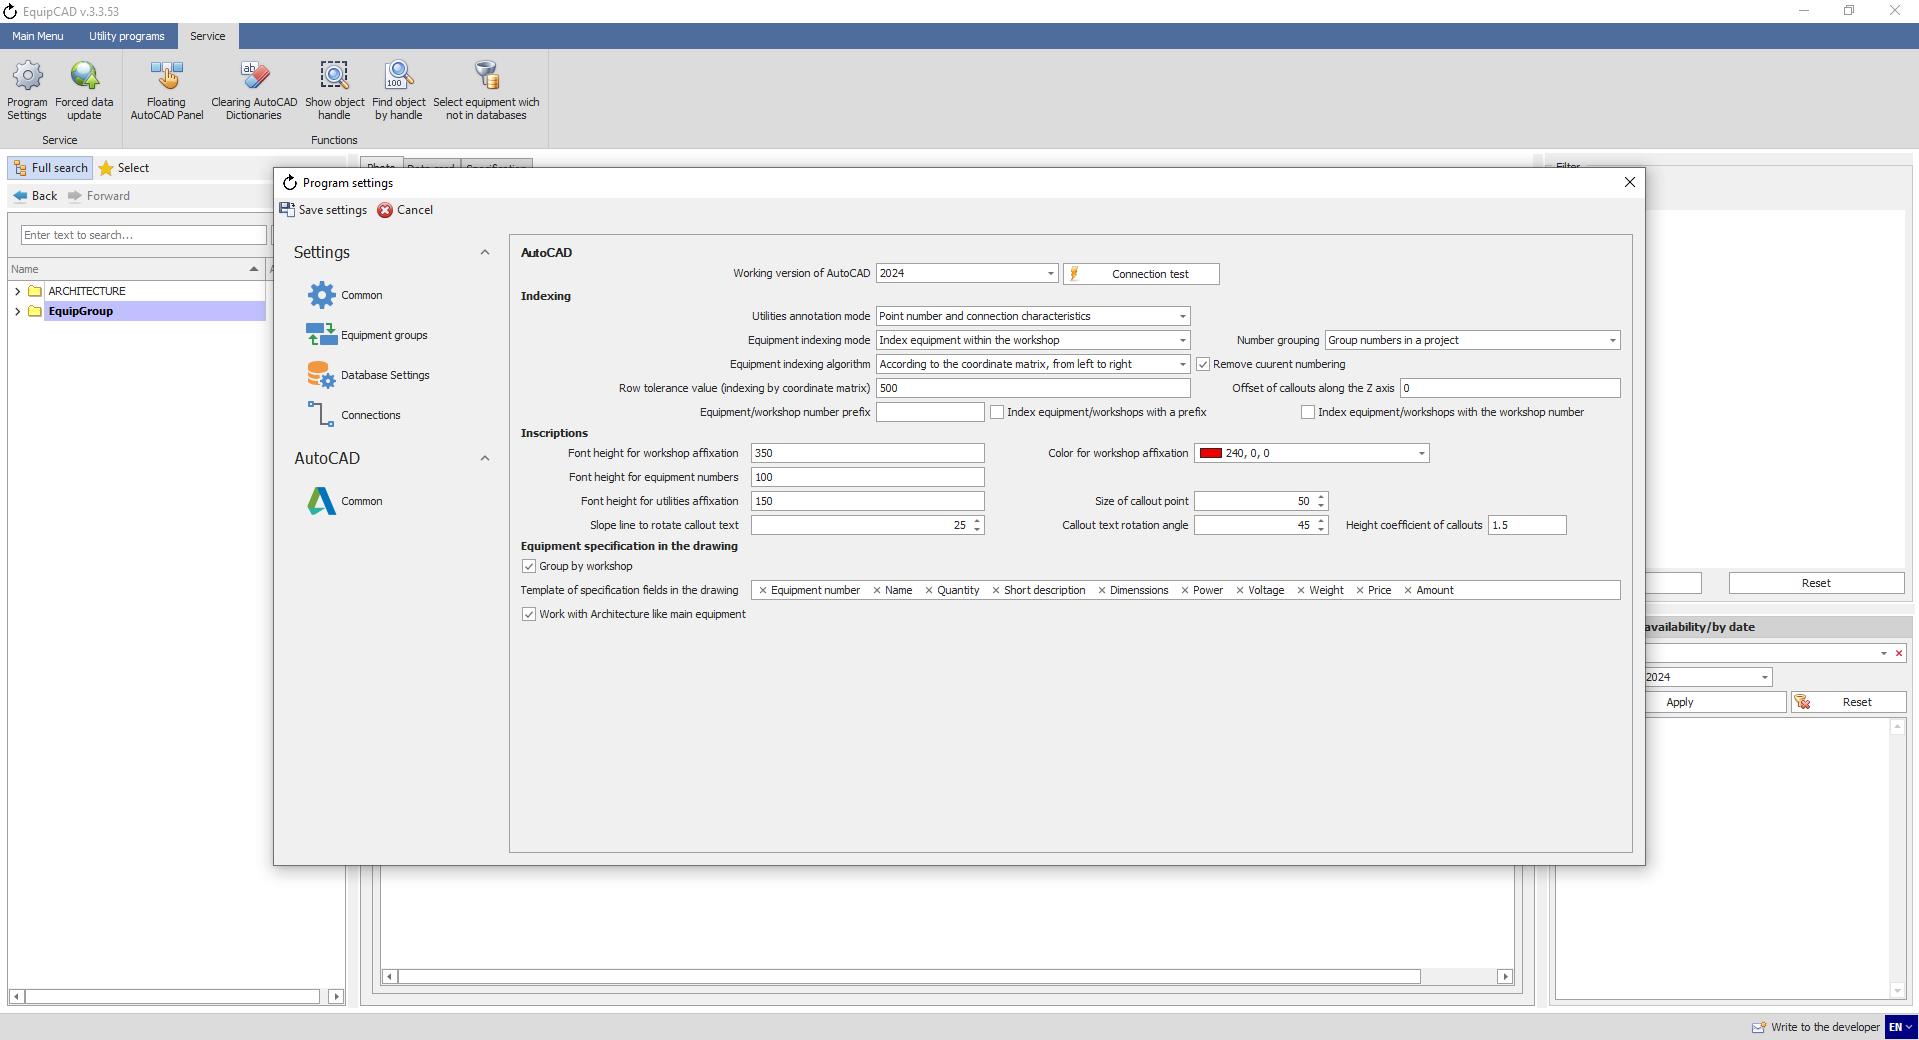 EquipCAD v.3.3.53
Main Menu Utility programs Service
Program Settings
Forced data update
Floating AutoCAD Panel
Clearing AutoCAD Dictionaries
Show object handle
Find object by handle
Select equipment wich not in databases
Service Functions
Full search Select
Back Forward
Enter text to search...
Name
ARCHITECTURE
EquipGroup
Filter
Program settings
Save settings Cancel
Settings
Common
Equipment groups
Database Settings
Connections
AutoCAD
Common
AutoCAD
Working version of AutoCAD 2024 Connection test
Indexing
Utilities annotation mode Point number and connection characteristics
Equipment indexing mode Index equipment within the workshop Number grouping Group numbers in a project
Equipment indexing algorithm According to the coordinate matrix, from left to right Remove cuurent numbering
Row tolerance value (indexing by coordinate matrix) 500 Offset of callouts along the Z axis 0
Equipment/workshop number prefix Index equipment/workshops with a prefix Index equipment/workshops with the workshop number
Inscriptions
Font height for workshop affixation 350 Color for workshop affixation 240, 0, 0
Font height for equipment numbers 100
Font height for utilities affixation 150 Size of callout point 50
Slope line to rotate callout text 25 Callout text rotation angle 45 Height coefficient of callouts 1.5
Equipment specification in the drawing
Group by workshop
Template of specification fields in the drawing Equipment number Name Quantity Short description Dimenssions Power Voltage Weight Price Amount
Work with Architecture like main equipment
Reset
availability/by date
2024
Apply Reset
Write to the developer EN